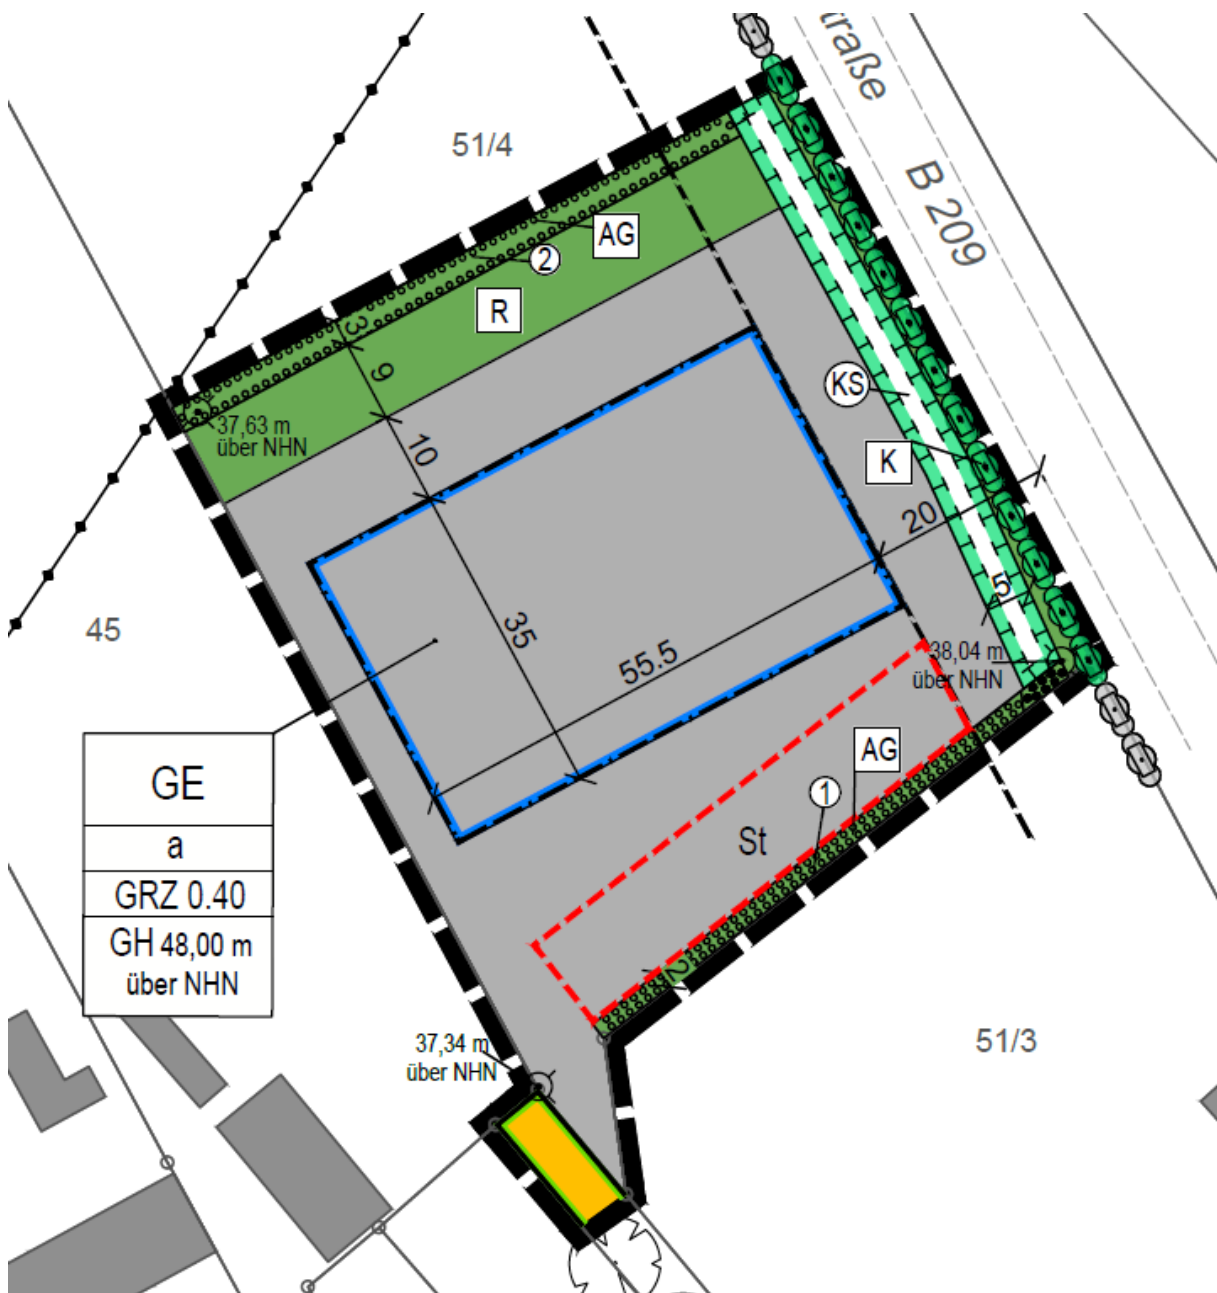 traße
B 209
51/4
AG
2
R
3
9
37,63 m
über NHN
10
KS
K
20
5
35
55.5
45
38,04 m
über NHN
GE
a
GRZ 0.40
GH 48,00 m
über NHN
AG
1
St
2
37,34 m
über NHN
51/3